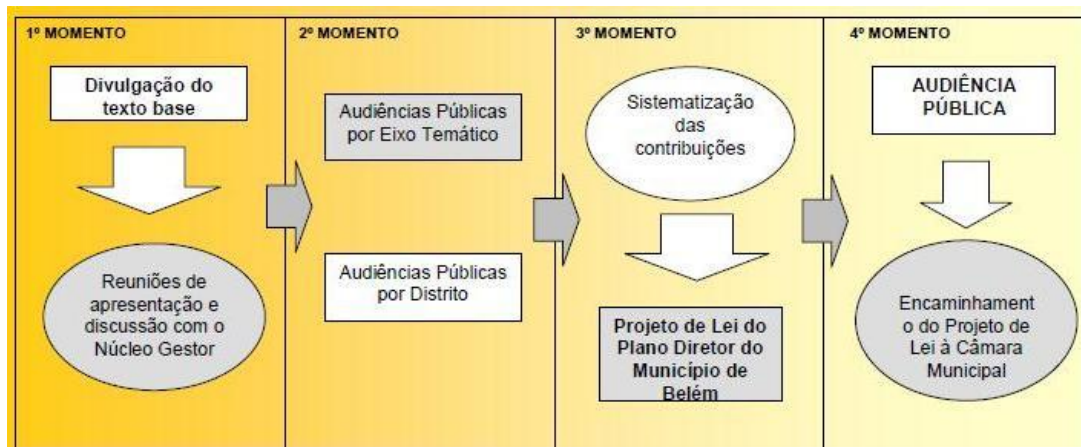 1º MOMENTO
Divulgação do
texto base
Reuniões de
apresentação e
discussão com o
Núcleo Gestor
2º MOMENTO
Audiências Públicas
por Eixo Temático
Audiências Públicas
por Distrito
3º MOMENTO
Sistematização
das
contribuições
Projeto de Lei do
Plano Diretor do
Município de
Belém
4º MOMENTO
AUDIÊNCIA
PÚBLICA
Encaminhament
o do Projeto de
Lei à Câmara
Municipal